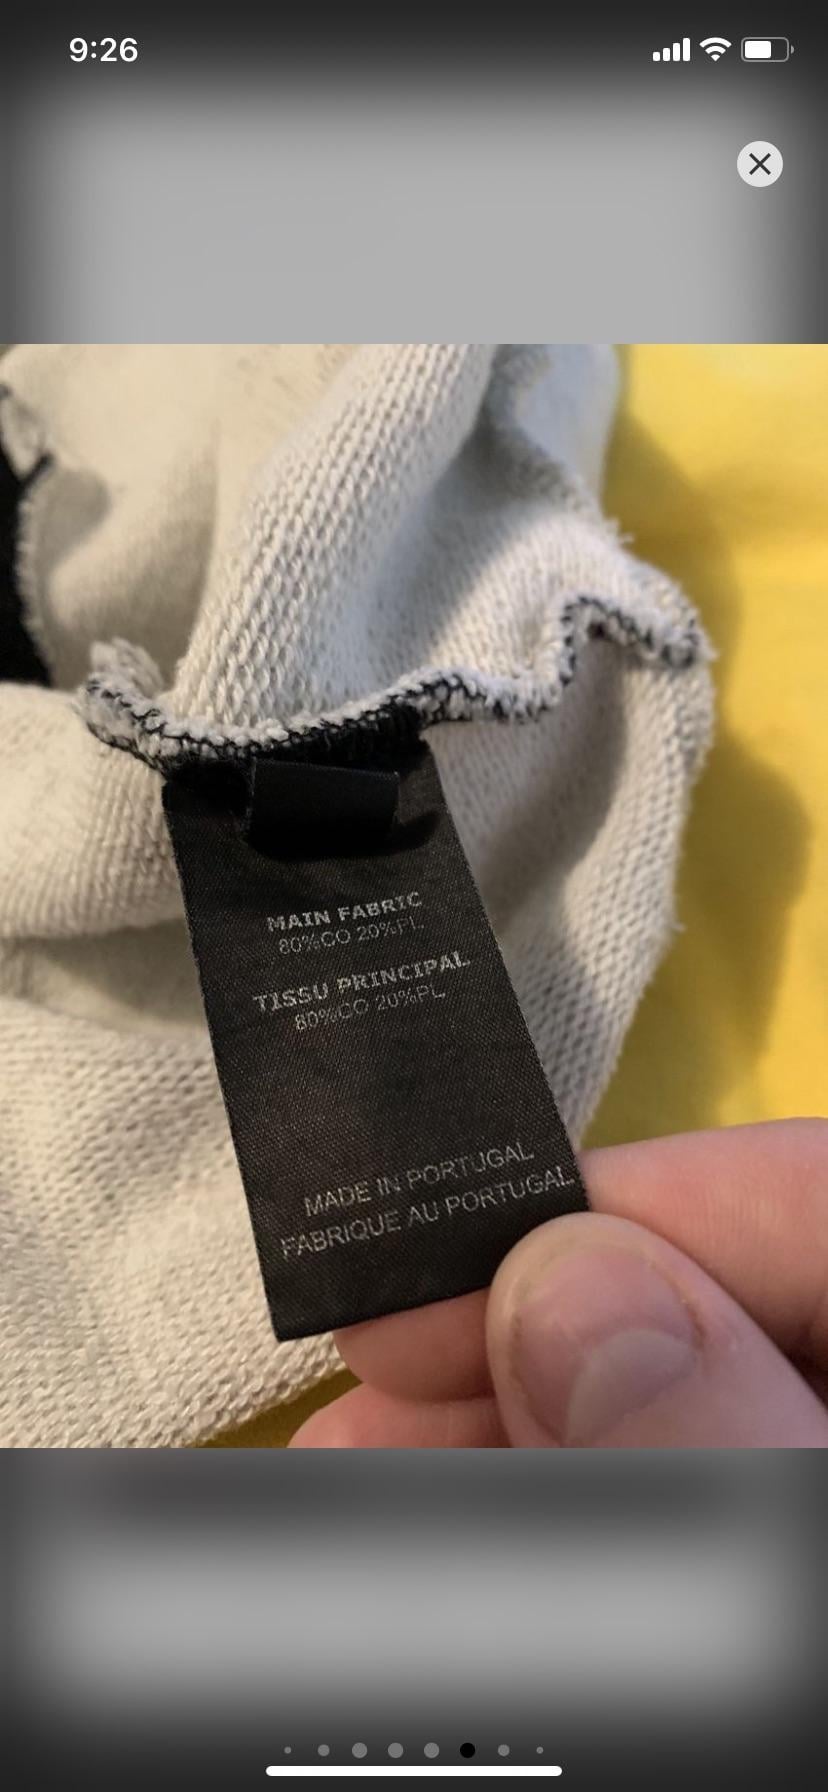 9:26
MAIN FABRIC
80%CO 20%PL
TISSU PRINCIPAL
80%CO 20%PL
MADE IN PORTUGAL
FABRIQUE AU PORTUGAL